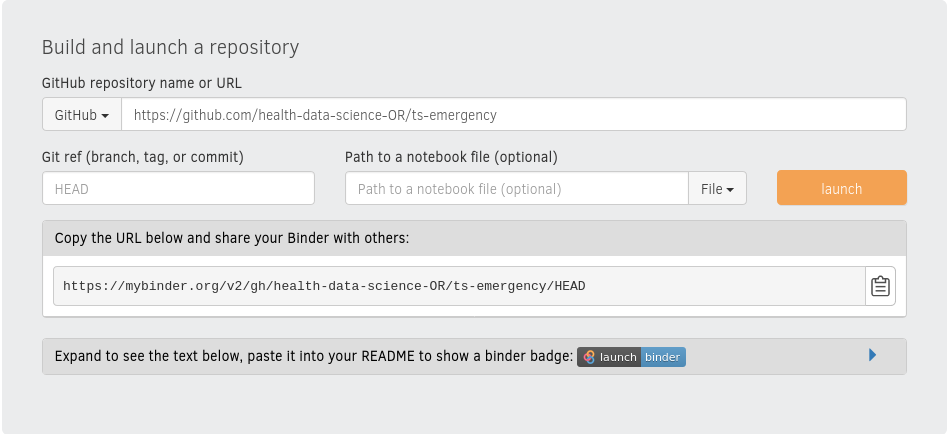 Build and launch a repository
GitHub repository name or URL
GitHub
https://github.com/health-data-science-OR/ts-emergency
Git ref (branch, tag, or commit)
Path to a notebook file (optional)
HEAD
Path to a notebook file (optional)
File
launch
Copy the URL below and share your Binder with others:
https://mybinder.org/v2/gh/health-data-science-OR/ts-emergency/HEAD
Expand to see the text below, paste it into your README to show a binder badge: launch binder